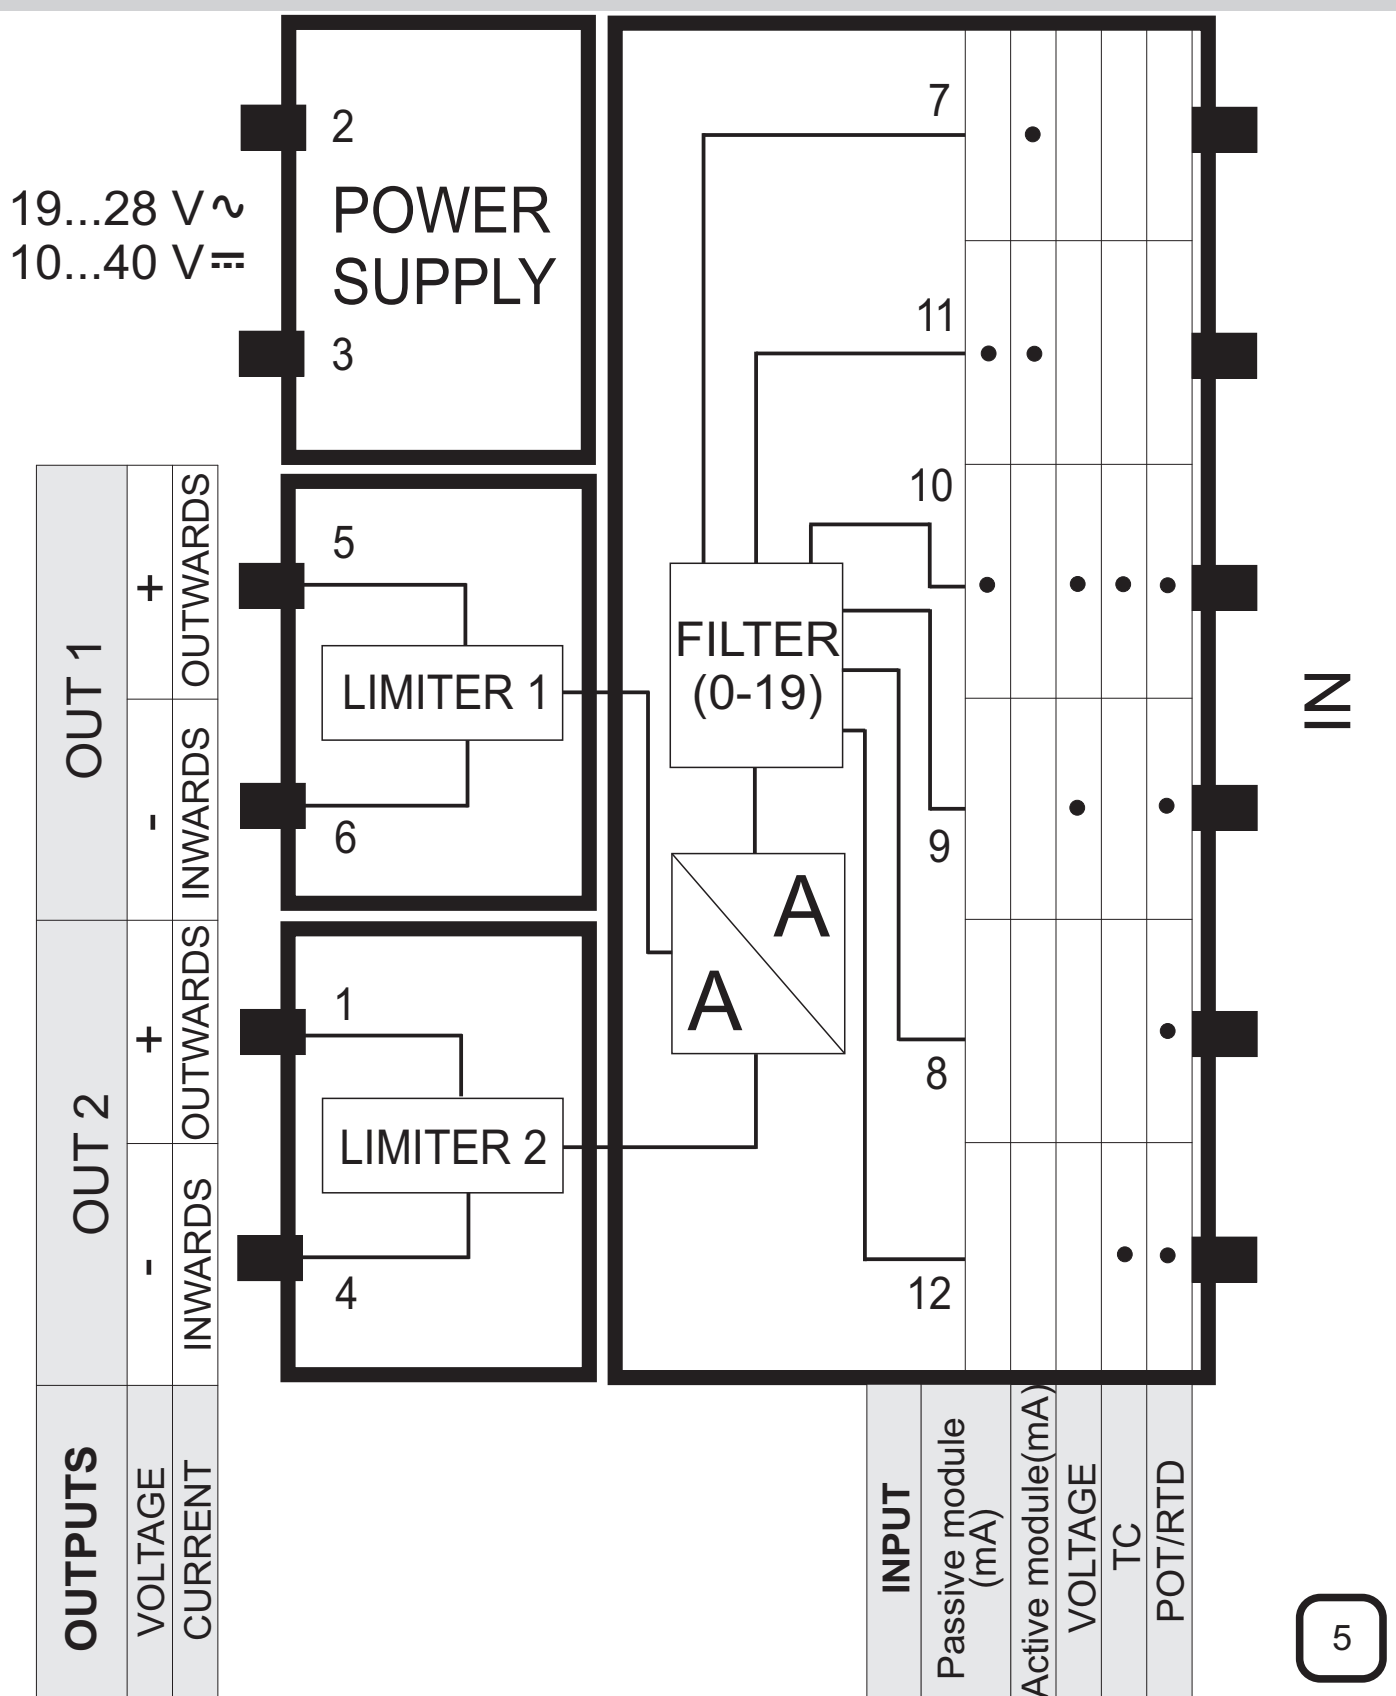 2
19...28 V ∼
10...40 V ⎓
POWER
SUPPLY
3
7
11
10
9
8
12
FILTER
(0-19)
A
A
IN
5
LIMITER 1
6
1
LIMITER 2
4
OUT 1
+
OUTWARDS
-
INWARDS
OUT 2
+
OUTWARDS
-
INWARDS
OUTPUTS
VOLTAGE
CURRENT
INPUT
Passive module
(mA)
Active module(mA)
VOLTAGE
TC
POT/RTD
5